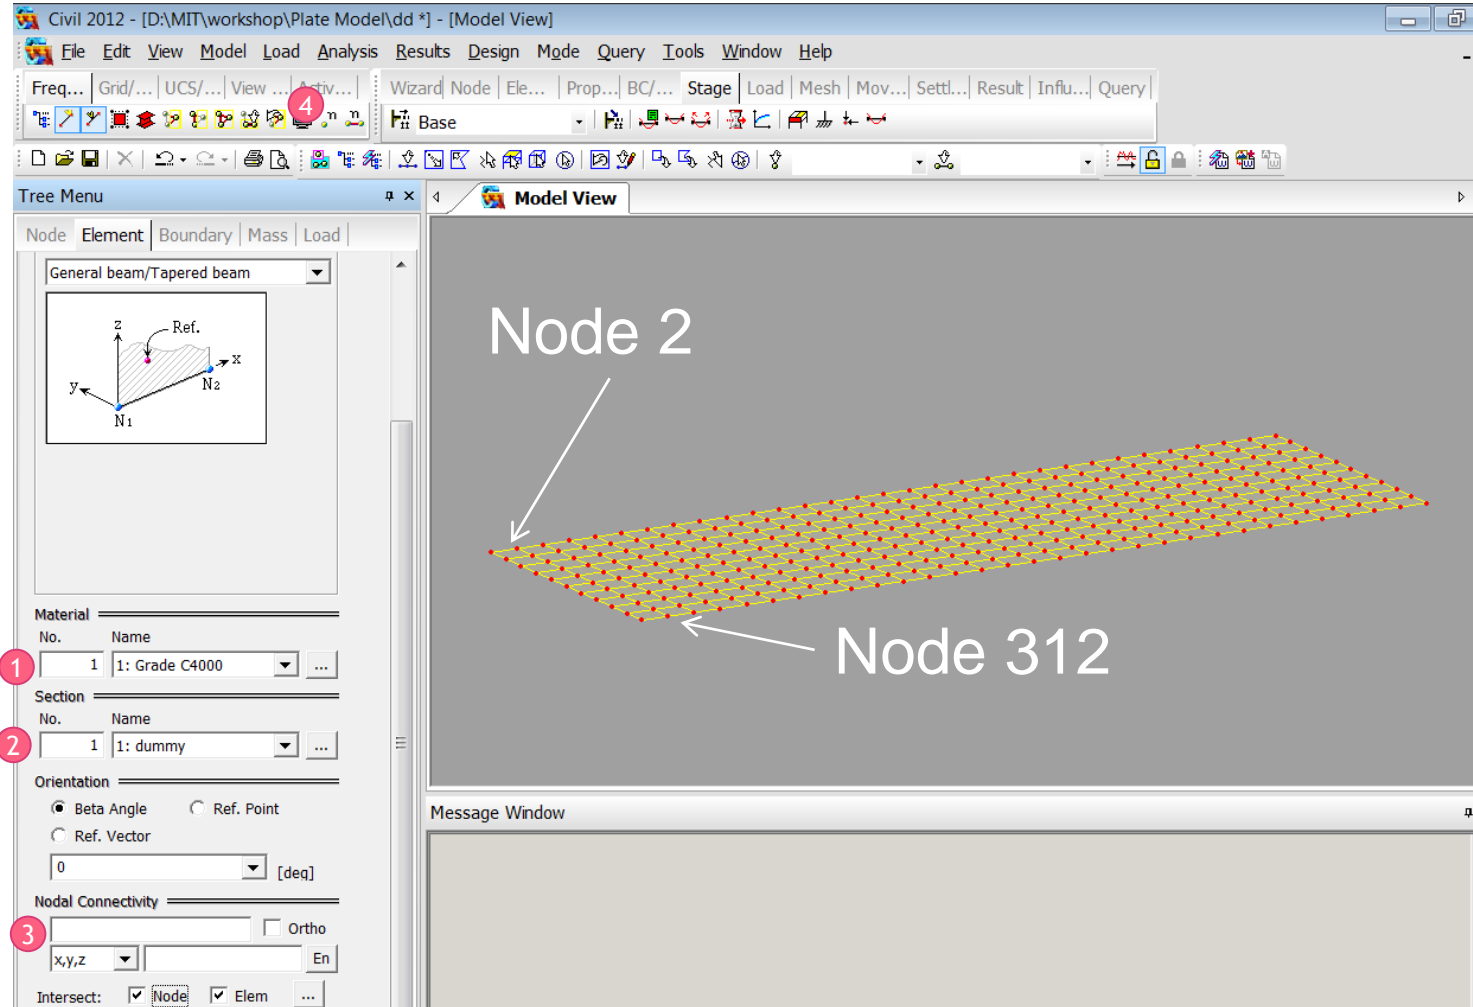 Civil 2012 - [D:\MIT\workshop\Plate Model\dd *] - [Model View]
File Edit View Model Load Analysis Results Design Mode Query Tools Window Help
Freq... Grid/... UCS/... View ... Activ... Wizard Node Ele... Prop... BC/... Stage Load Mesh Mov... Settl... Result Influ... Query
4
Base
Tree Menu
Model View
Node Element Boundary Mass Load
General beam/Tapered beam
z
Ref.
x
y
N2
N1
Node 2
Node 312
Material
No. Name
1 1 1: Grade C4000 ...
Section
No. Name
2 1 1: dummy ...
Orientation
Beta Angle Ref. Point
Ref. Vector
0 [deg]
Nodal Connectivity
3 Ortho
x,y,z En
Intersect: Node Elem ...
Message Window